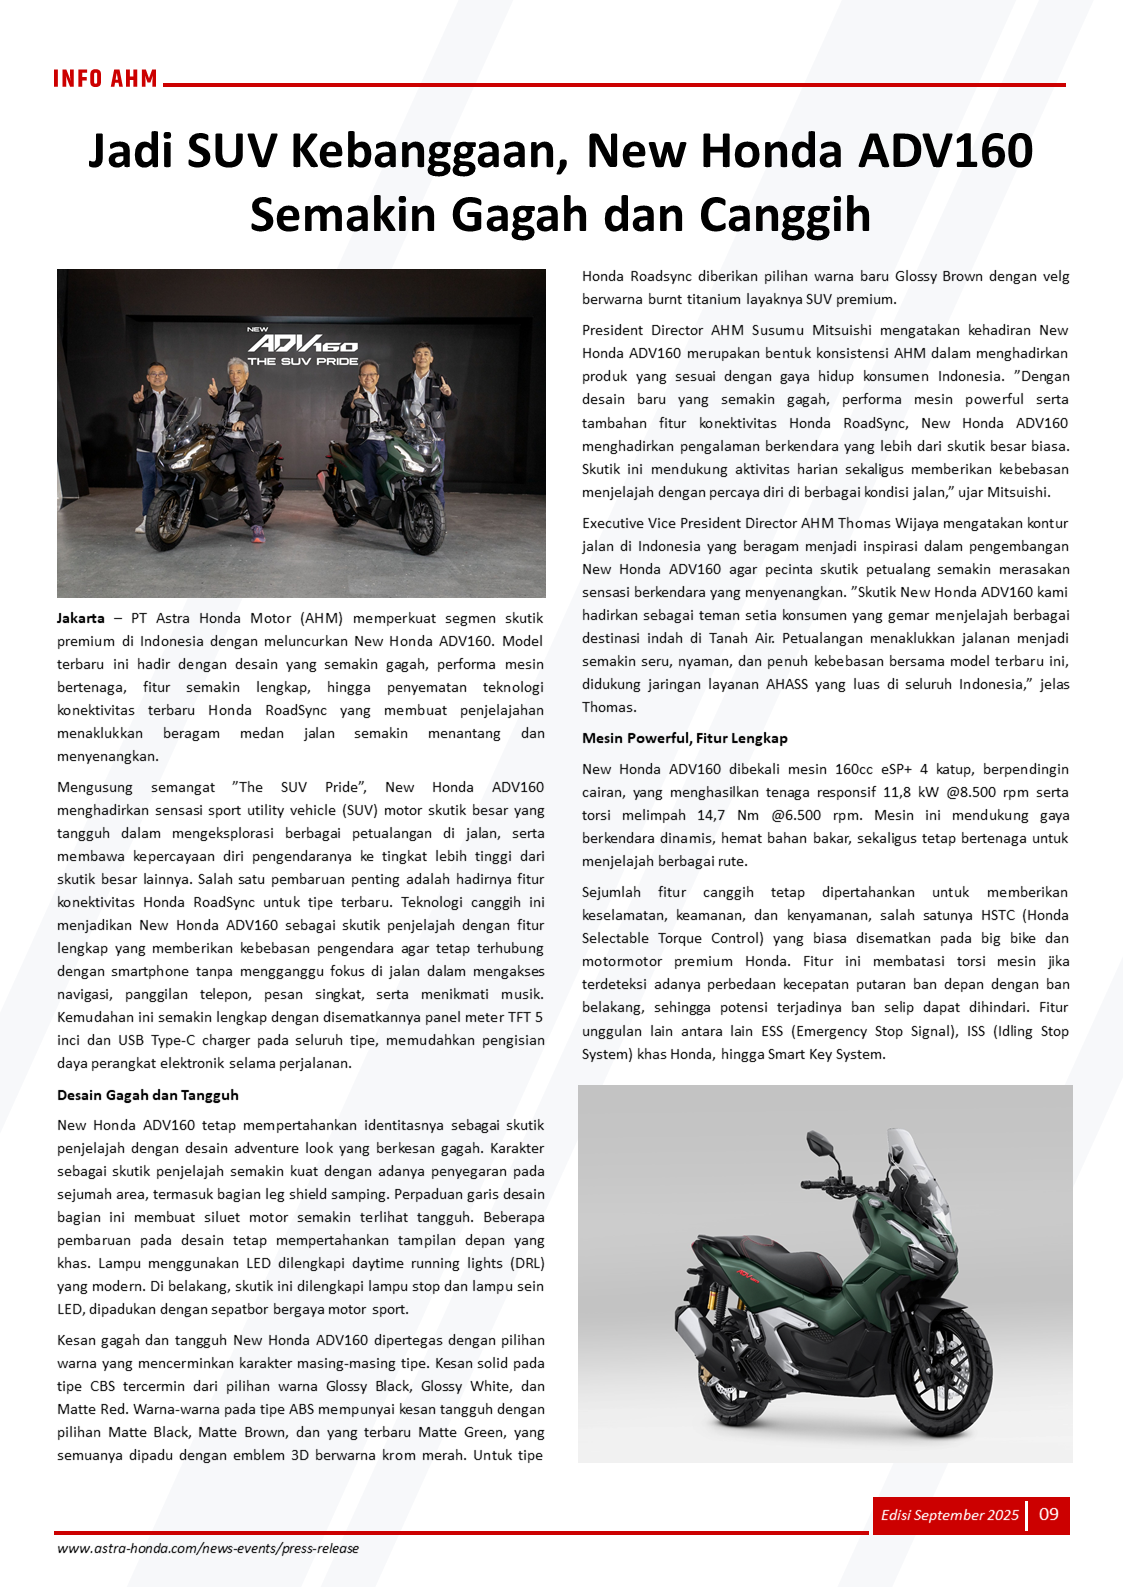 INFO AHM
Jadi SUV Kebanggaan, New Honda ADV160
Semakin Gagah dan Canggih
NEW
ADV160
THE SUV PRIDE
Jakarta – PT Astra Honda Motor (AHM) memperkuat segmen skutik
premium di Indonesia dengan meluncurkan New Honda ADV160. Model
terbaru ini hadir dengan desain yang semakin gagah, performa mesin
bertenaga, fitur semakin lengkap, hingga penyematan teknologi
konektivitas terbaru Honda RoadSync yang membuat penjelajahan
menaklukkan beragam medan jalan semakin menantang dan
menyenangkan.
Mengusung semangat ”The SUV Pride”, New Honda ADV160
menghadirkan sensasi sport utility vehicle (SUV) motor skutik besar yang
tangguh dalam mengeksplorasi berbagai petualangan di jalan, serta
membawa kepercayaan diri pengendaranya ke tingkat lebih tinggi dari
skutik besar lainnya. Salah satu pembaruan penting adalah hadirnya fitur
konektivitas Honda RoadSync untuk tipe terbaru. Teknologi canggih ini
menjadikan New Honda ADV160 sebagai skutik penjelajah dengan fitur
lengkap yang memberikan kebebasan pengendara agar tetap terhubung
dengan smartphone tanpa mengganggu fokus di jalan dalam mengakses
navigasi, panggilan telepon, pesan singkat, serta menikmati musik.
Kemudahan ini semakin lengkap dengan disematkannya panel meter TFT 5
inci dan USB Type-C charger pada seluruh tipe, memudahkan pengisian
daya perangkat elektronik selama perjalanan.
Desain Gagah dan Tangguh
New Honda ADV160 tetap mempertahankan identitasnya sebagai skutik
penjelajah dengan desain adventure look yang berkesan gagah. Karakter
sebagai skutik penjelajah semakin kuat dengan adanya penyegaran pada
sejumah area, termasuk bagian leg shield samping. Perpaduan garis desain
bagian ini membuat siluet motor semakin terlihat tangguh. Beberapa
pembaruan pada desain tetap mempertahankan tampilan depan yang
khas. Lampu menggunakan LED dilengkapi daytime running lights (DRL)
yang modern. Di belakang, skutik ini dilengkapi lampu stop dan lampu sein
LED, dipadukan dengan sepatbor bergaya motor sport.
Kesan gagah dan tangguh New Honda ADV160 dipertegas dengan pilihan
warna yang mencerminkan karakter masing-masing tipe. Kesan solid pada
tipe CBS tercermin dari pilihan warna Glossy Black, Glossy White, dan
Matte Red. Warna-warna pada tipe ABS mempunyai kesan tangguh dengan
pilihan Matte Black, Matte Brown, dan yang terbaru Matte Green, yang
semuanya dipadu dengan emblem 3D berwarna krom merah. Untuk tipe
Honda Roadsync diberikan pilihan warna baru Glossy Brown dengan velg
berwarna burnt titanium layaknya SUV premium.
President Director AHM Susumu Mitsuishi mengatakan kehadiran New
Honda ADV160 merupakan bentuk konsistensi AHM dalam menghadirkan
produk yang sesuai dengan gaya hidup konsumen Indonesia. ”Dengan
desain baru yang semakin gagah, performa mesin powerful serta
tambahan fitur konektivitas Honda RoadSync, New Honda ADV160
menghadirkan pengalaman berkendara yang lebih dari skutik besar biasa.
Skutik ini mendukung aktivitas harian sekaligus memberikan kebebasan
menjelajah dengan percaya diri di berbagai kondisi jalan,” ujar Mitsuishi.
Executive Vice President Director AHM Thomas Wijaya mengatakan kontur
jalan di Indonesia yang beragam menjadi inspirasi dalam pengembangan
New Honda ADV160 agar pecinta skutik petualang semakin merasakan
sensasi berkendara yang menyenangkan. ”Skutik New Honda ADV160 kami
hadirkan sebagai teman setia konsumen yang gemar menjelajah berbagai
destinasi indah di Tanah Air. Petualangan menaklukkan jalanan menjadi
semakin seru, nyaman, dan penuh kebebasan bersama model terbaru ini,
didukung jaringan layanan AHASS yang luas di seluruh Indonesia,” jelas
Thomas.
Mesin Powerful, Fitur Lengkap
New Honda ADV160 dibekali mesin 160cc eSP+ 4 katup, berpendingin
cairan, yang menghasilkan tenaga responsif 11,8 kW @8.500 rpm serta
torsi melimpah 14,7 Nm @6.500 rpm. Mesin ini mendukung gaya
berkendara dinamis, hemat bahan bakar, sekaligus tetap bertenaga untuk
menjelajah berbagai rute.
Sejumlah fitur canggih tetap dipertahankan untuk memberikan
keselamatan, keamanan, dan kenyamanan, salah satunya HSTC (Honda
Selectable Torque Control) yang biasa disematkan pada big bike dan
motormotor premium Honda. Fitur ini membatasi torsi mesin jika
terdeteksi adanya perbedaan kecepatan putaran ban depan dengan ban
belakang, sehingga potensi terjadinya ban selip dapat dihindari. Fitur
unggulan lain antara lain ESS (Emergency Stop Signal), ISS (Idling Stop
System) khas Honda, hingga Smart Key System.
Edisi September 2025 09
www.astra-honda.com/news-events/press-release